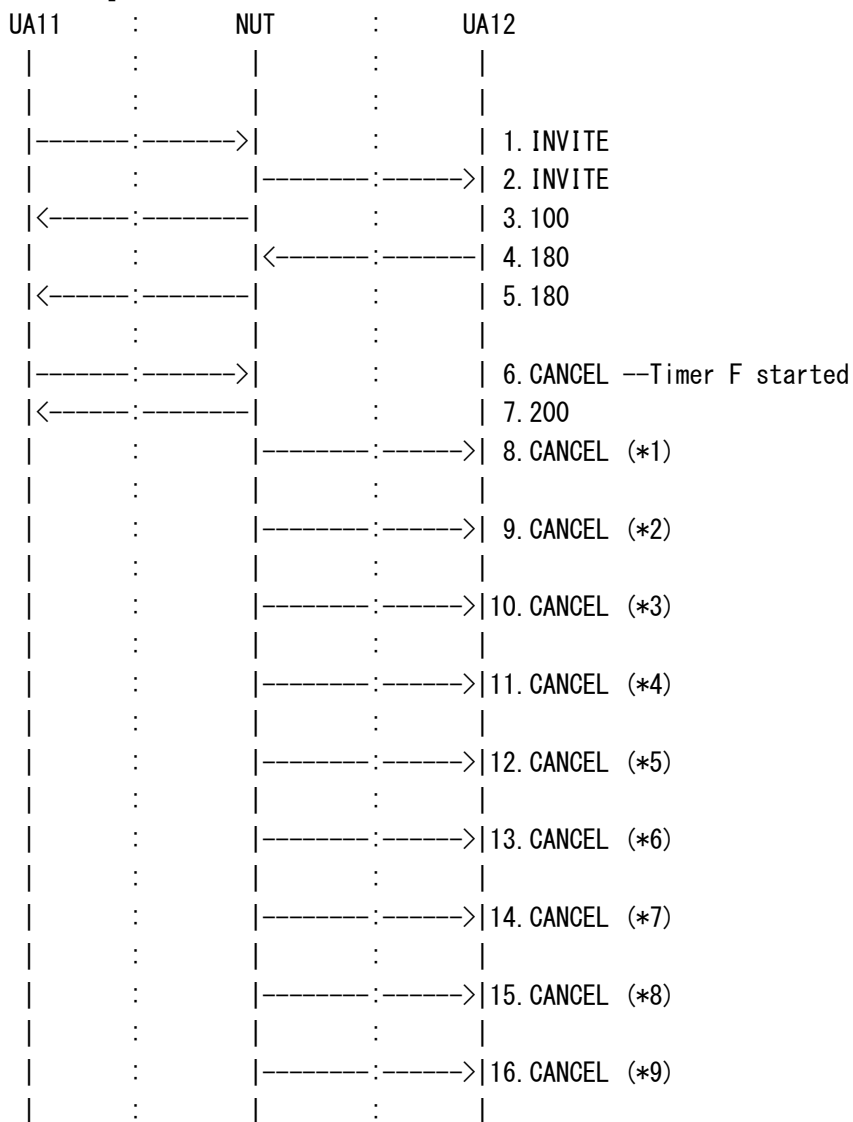 UA11 : NUT : UA12
| : | : |
| : | : |
|-------:------->| : | 1. INVITE
| : |--------:------>| 2. INVITE
|<------:--------| : | 3. 100
| : |<-------:-------| 4. 180
|<------:--------| : | 5. 180
| : | : |
|-------:------->| : | 6. CANCEL --Timer F started
|<------:--------| : | 7. 200
| : |--------:------>| 8. CANCEL (*1)
| : | : |
| : |--------:------>| 9. CANCEL (*2)
| : | : |
| : |--------:------>|10. CANCEL (*3)
| : | : |
| : |--------:------>|11. CANCEL (*4)
| : | : |
| : |--------:------>|12. CANCEL (*5)
| : | : |
| : |--------:------>|13. CANCEL (*6)
| : | : |
| : |--------:------>|14. CANCEL (*7)
| : | : |
| : |--------:------>|15. CANCEL (*8)
| : | : |
| : |--------:------>|16. CANCEL (*9)
| : | : |